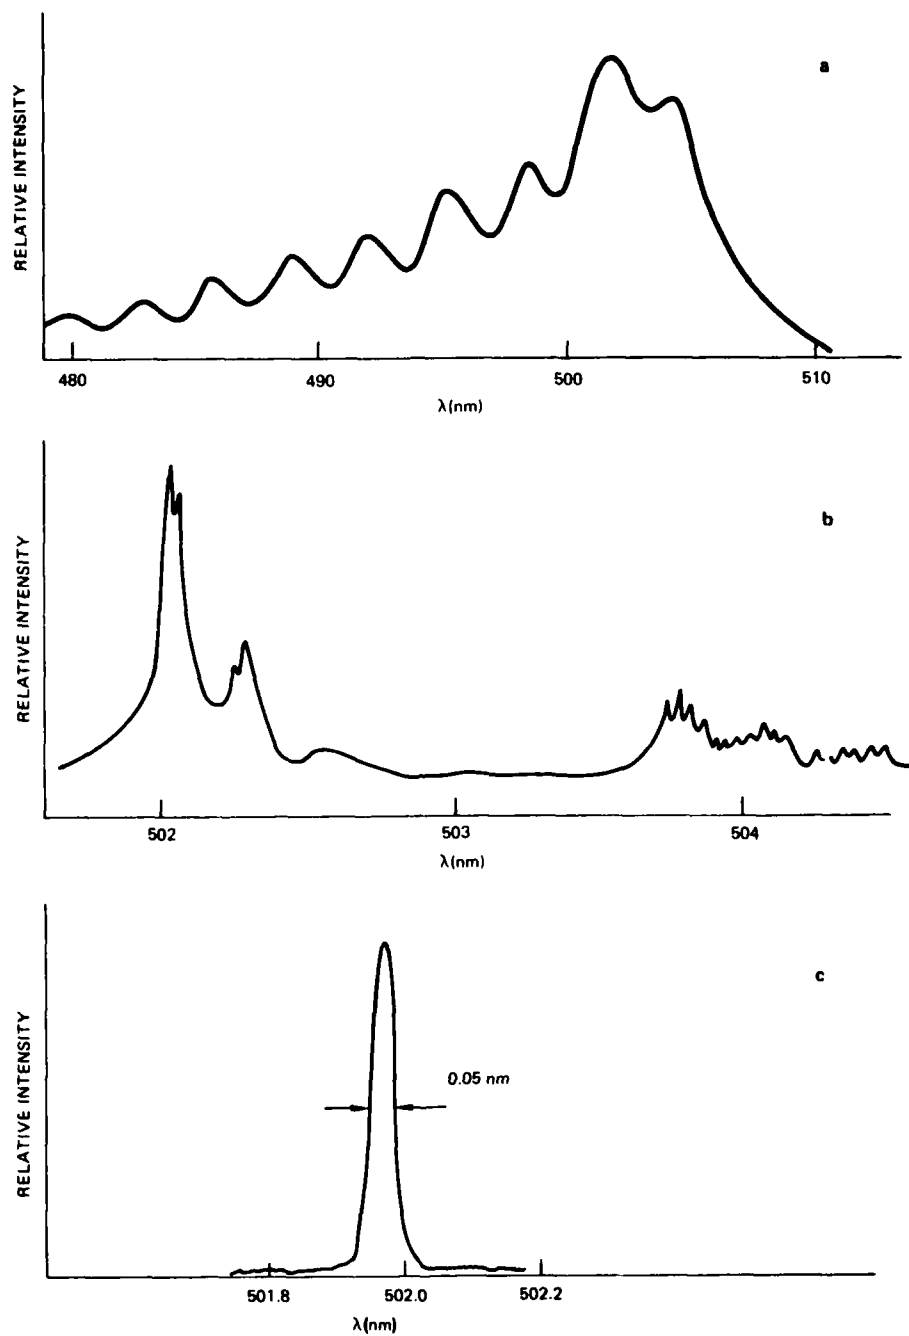 a
RELATIVE INTENSITY
480
490
500
510
λ(nm)
b
RELATIVE INTENSITY
502
503
504
λ(nm)
c
RELATIVE INTENSITY
0.05 nm
501.8
502.0
502.2
λ(nm)